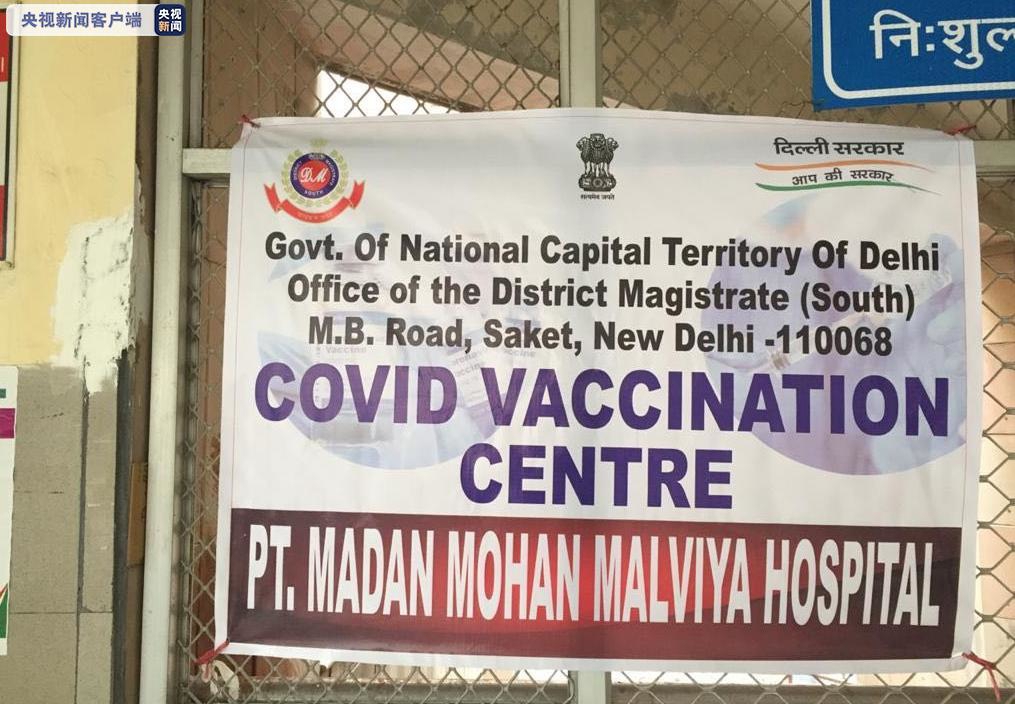 央视新闻客户端
央视
新闻
नि:शुल
DM
SOUTH
सत्यमेव जयते
दिल्ली सरकार
आप की सरकार
Govt. Of National Capital Territory Of Delhi
Office of the District Magistrate (South)
M.B. Road, Saket, New Delhi -110068
COVID VACCINATION
CENTRE
PT. MADAN MOHAN MALVIYA HOSPITAL